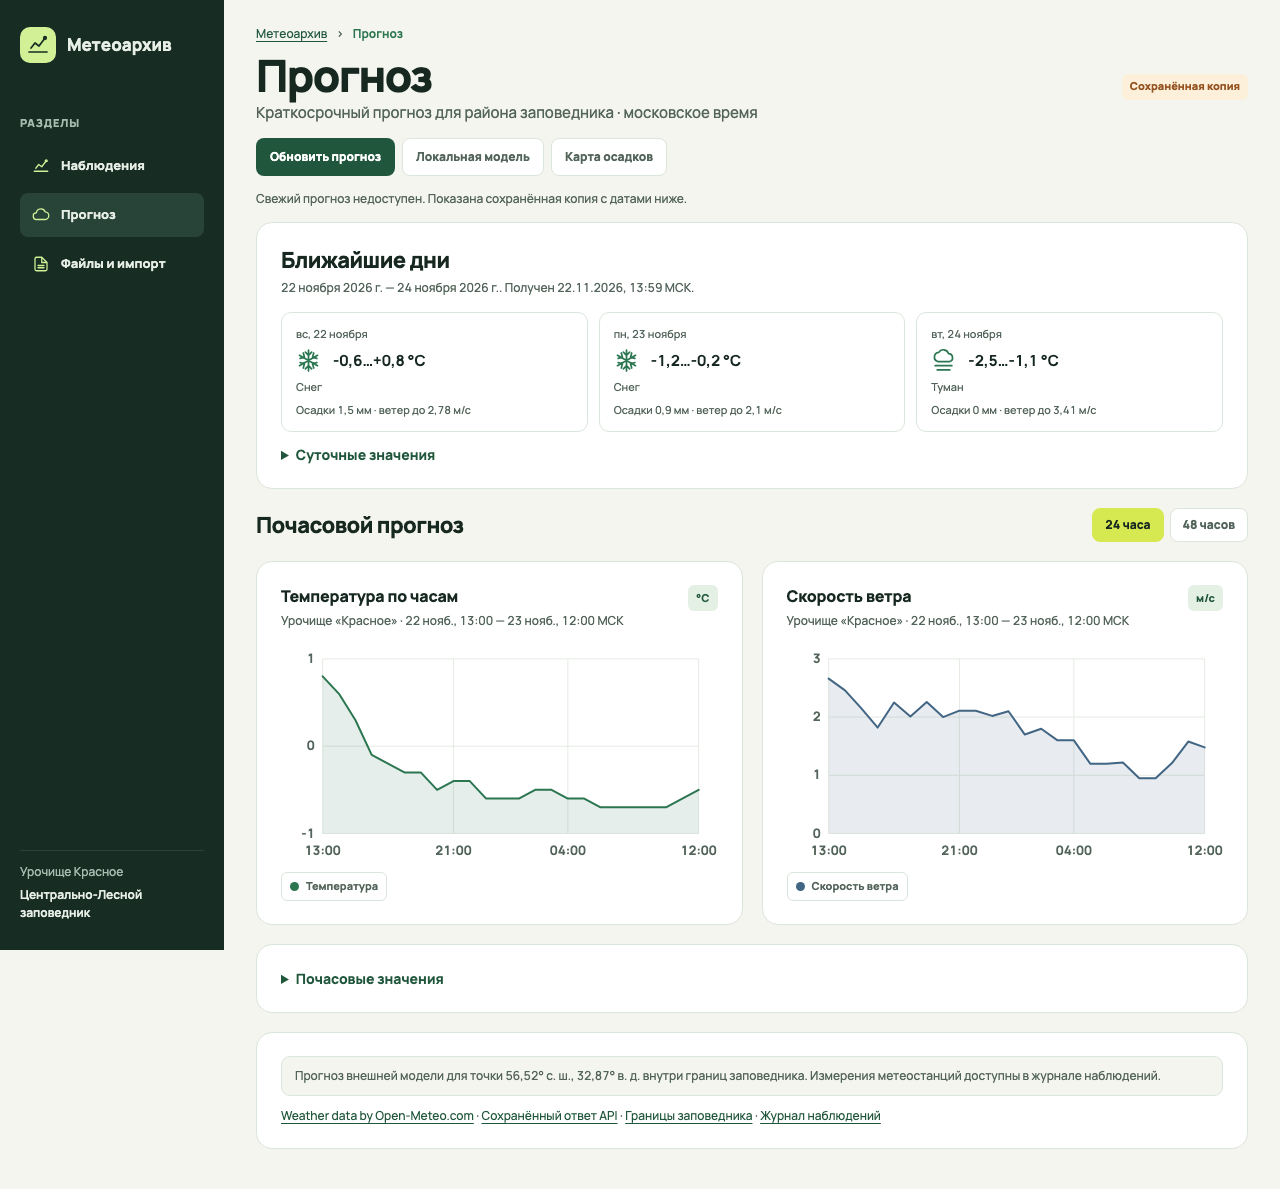 Метеоархив
РАЗДЕЛЫ
Наблюдения
Прогноз
Файлы и импорт
Урочище Красное
Центрально-Лесной
заповедник
Метеоархив › Прогноз
Прогноз
Сохранённая копия
Краткосрочный прогноз для района заповедника · московское время
Обновить прогноз
Локальная модель
Карта осадков
Свежий прогноз недоступен. Показана сохранённая копия с датами ниже.
Ближайшие дни
22 ноября 2026 г. — 24 ноября 2026 г.. Получен 22.11.2026, 13:59 МСК.
вс, 22 ноября
-0,6…+0,8 °C
Снег
Осадки 1,5 мм · ветер до 2,78 м/с
пн, 23 ноября
-1,2…-0,2 °C
Снег
Осадки 0,9 мм · ветер до 2,1 м/с
вт, 24 ноября
-2,5…-1,1 °C
Туман
Осадки 0 мм · ветер до 3,41 м/с
Суточные значения
Почасовой прогноз
24 часа
48 часов
Температура по часам
°C
Урочище «Красное» · 22 нояб., 13:00 — 23 нояб., 12:00 МСК
1
0
-1
13:00 21:00 04:00 12:00
Температура
Скорость ветра
м/с
Урочище «Красное» · 22 нояб., 13:00 — 23 нояб., 12:00 МСК
3
2
1
0
13:00 21:00 04:00 12:00
Скорость ветра
Почасовые значения
Прогноз внешней модели для точки 56,52° с. ш., 32,87° в. д. внутри границ заповедника. Измерения метеостанций доступны в журнале наблюдений.
Weather data by Open-Meteo.com · Сохранённый ответ API · Границы заповедника · Журнал наблюдений